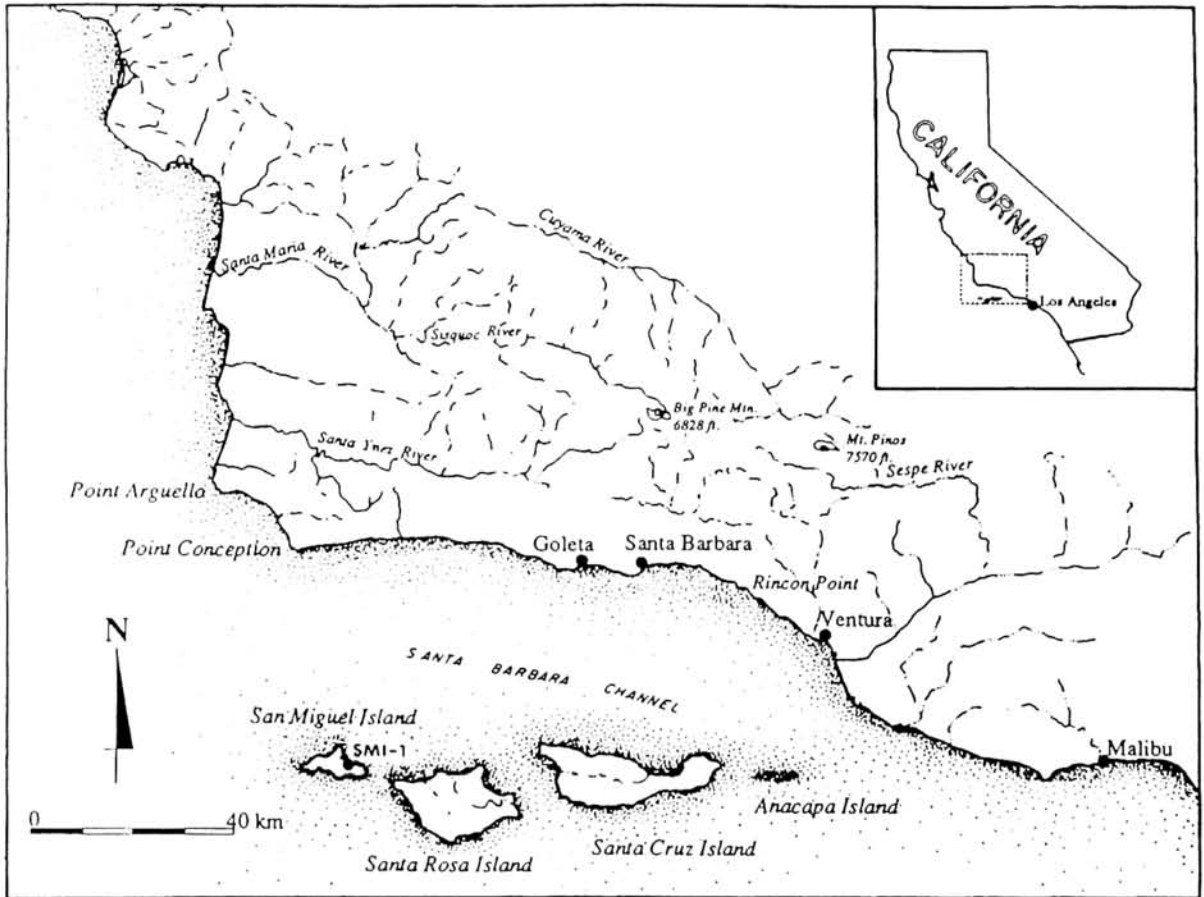 CALIFORNIA
Los Angeles
Cuyama River
Santa Maria River
Sisquoc River
Big Pine Mtn.
6828 ft.
Mt. Pinos
7570 ft.
Santa Ynez River
Sespe River
Point Arguello
Point Conception
Goleta
Santa Barbara
Rincon Point
Ventura
N
SANTA BARBARA CHANNEL
San Miguel Island
SMI-1
Malibu
Anacapa Island
0
40 km
Santa Cruz Island
Santa Rosa Island